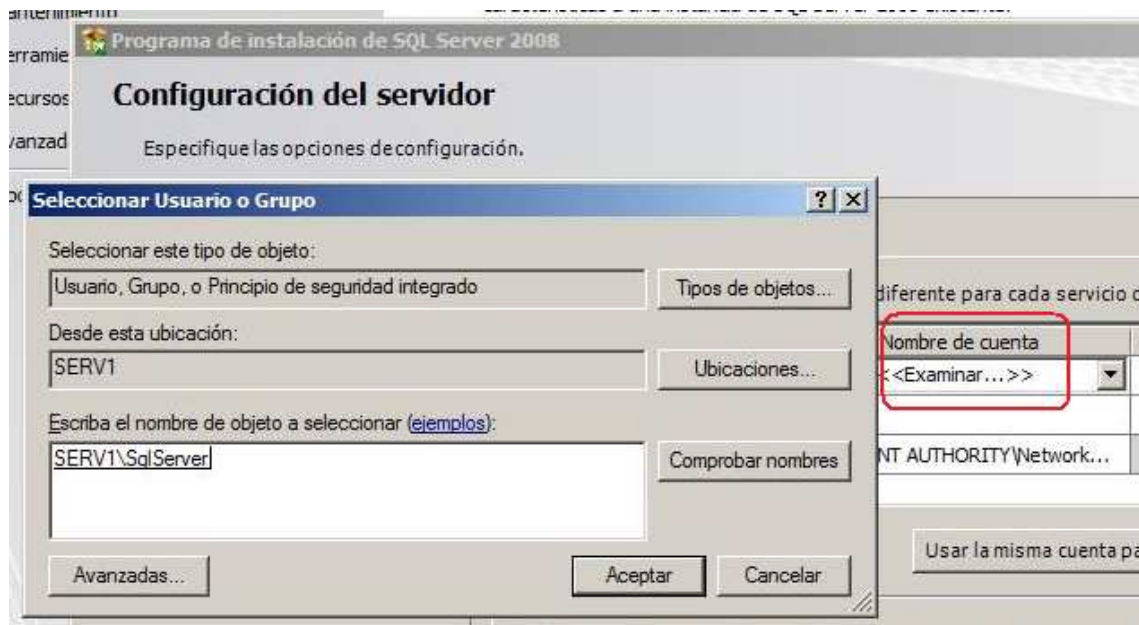 Programa de instalación de SQL Server 2008
Configuración del servidor
Especifique las opciones de configuración.
Seleccionar Usuario o Grupo
Seleccionar este tipo de objeto:
Usuario, Grupo, o Principio de seguridad integrado
Tipos de objetos...
Desde esta ubicación:
SERV1
Ubicaciones...
Escriba el nombre de objeto a seleccionar (ejemplos):
SERV1\SqlServer
Comprobar nombres
Avanzadas...
Aceptar
Cancelar
diferente para cada servicio
Nombre de cuenta
<<Examinar...>>
NT AUTHORITY\Network...
Usar la misma cuenta pa